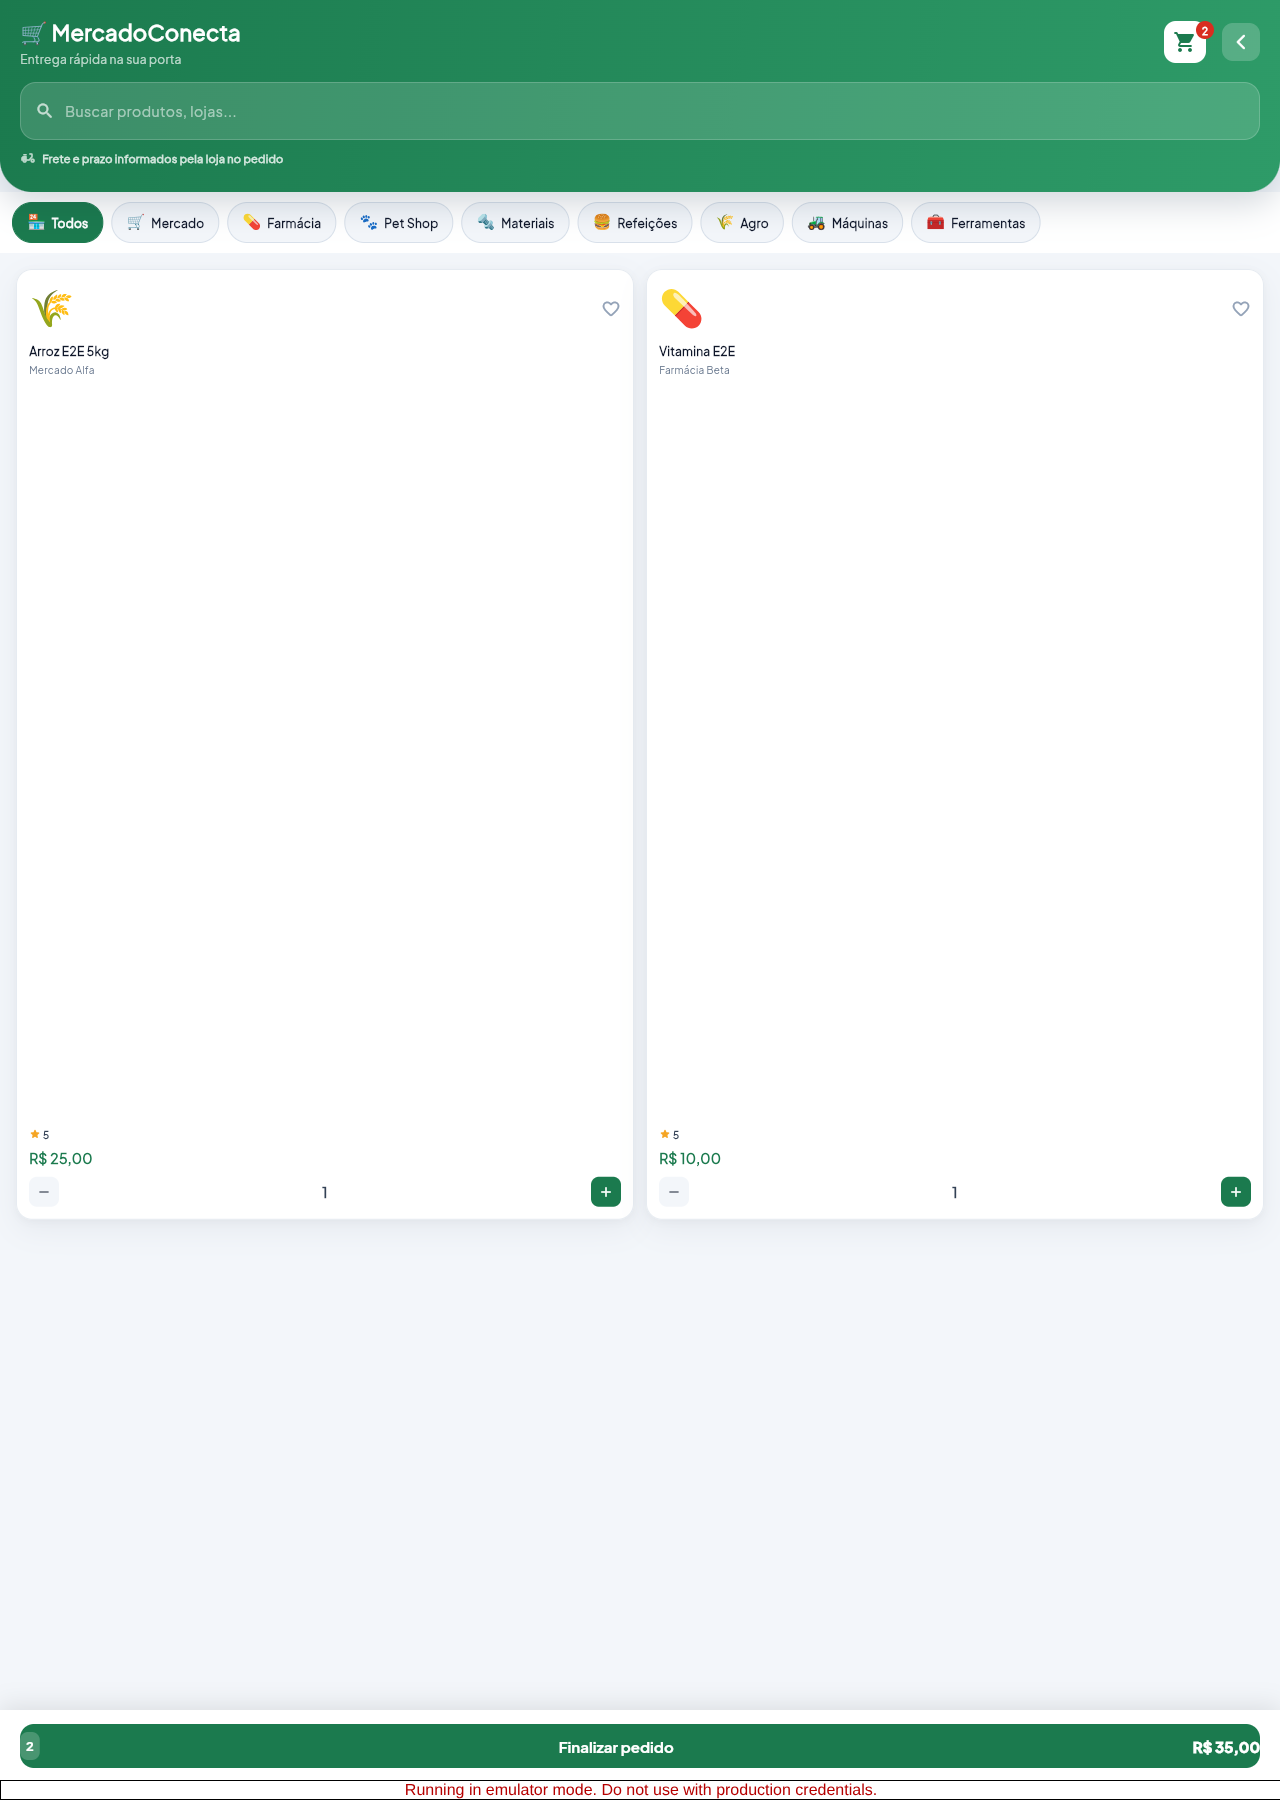 MercadoConecta
2
Entrega rápida na sua porta
Buscar produtos, lojas...
Frete e prazo informados pela loja no pedido
Todos
Mercado
Farmácia
Pet Shop
Materiais
Refeições
Agro
Máquinas
Ferramentas
Arroz E2E 5kg
Mercado Alfa
5
R$ 25,00
− 1 +
Vitamina E2E
Farmácia Beta
5
R$ 10,00
− 1 +
2 Finalizar pedido R$ 35,00
Running in emulator mode. Do not use with production credentials.